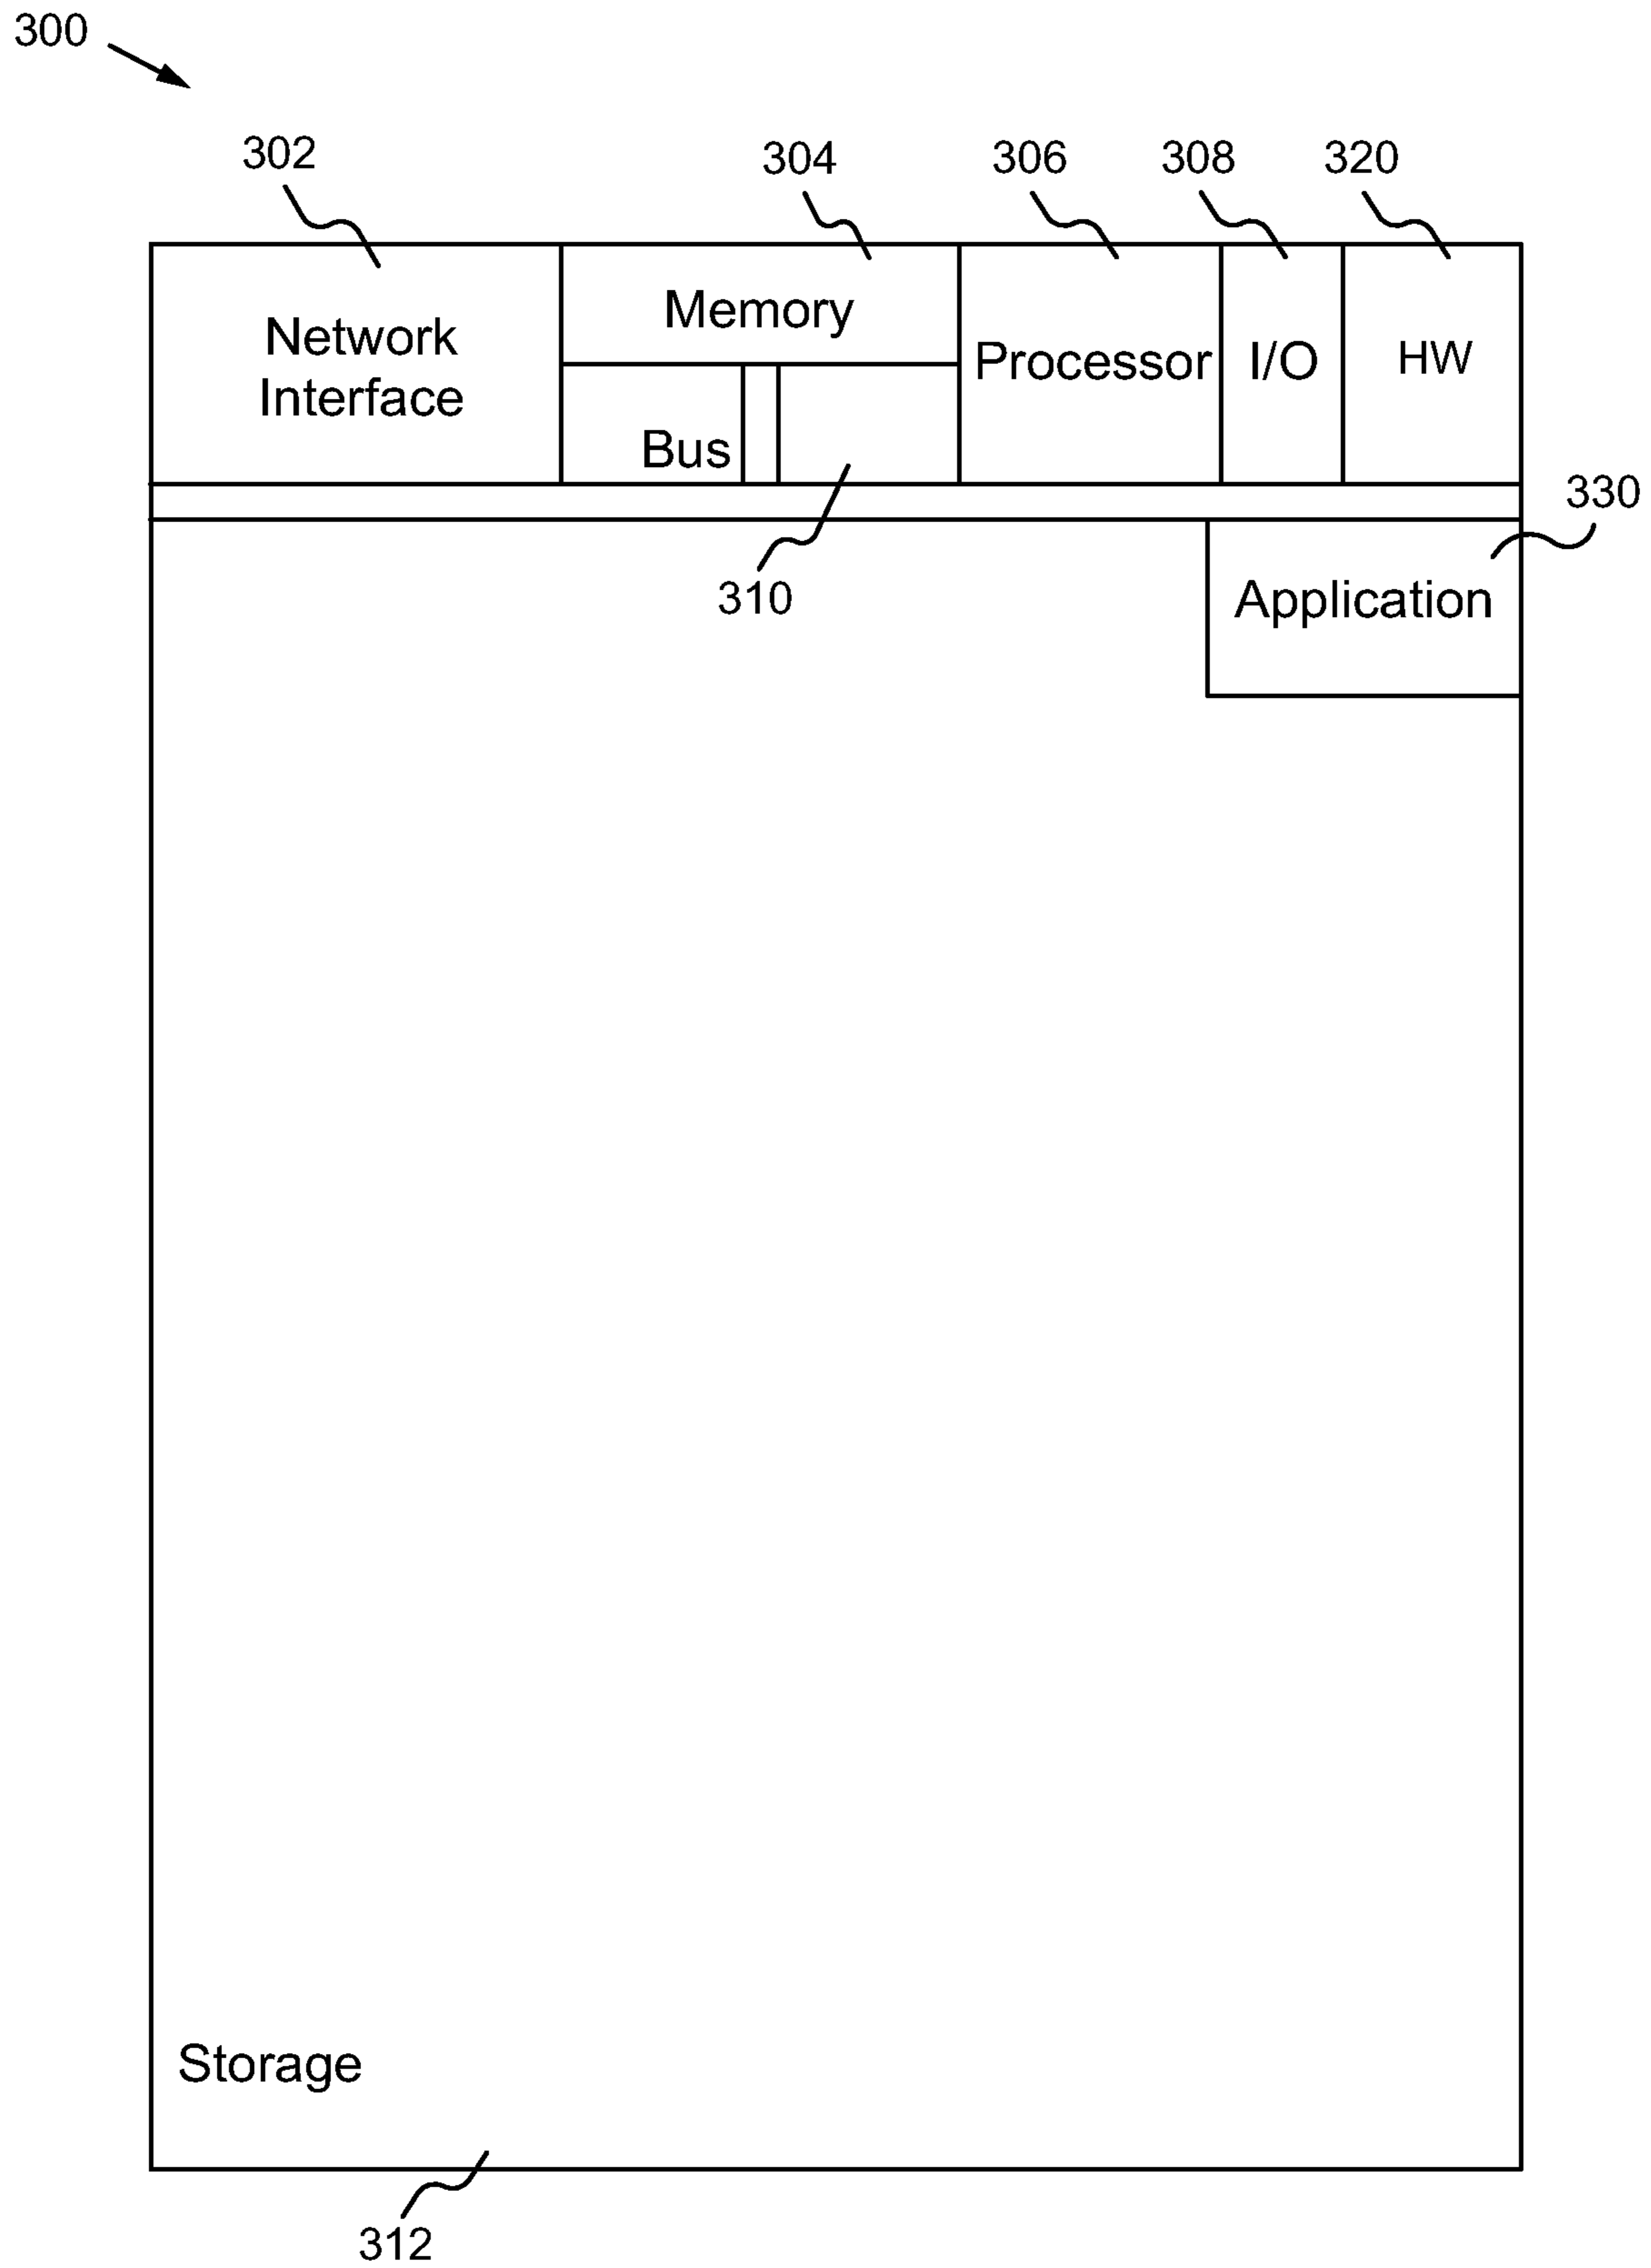 300
302
304
306
308
320
Network
Interface
Memory
Bus
Processor
I/O
HW
330
310
Application
Storage
312